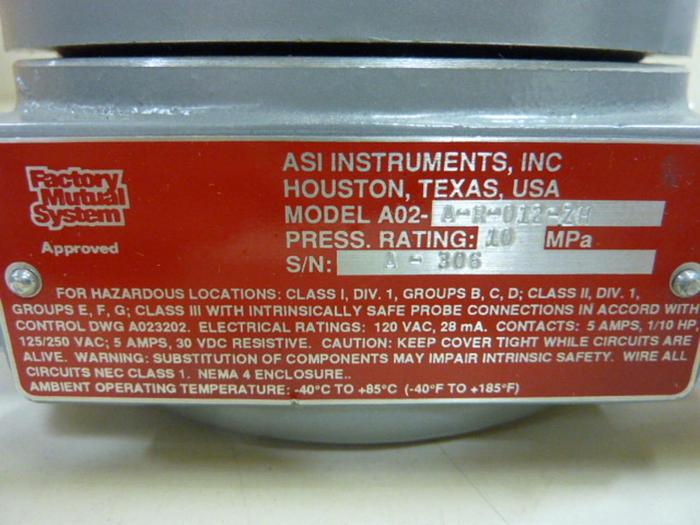 Factory
Mutual
System
Approved
ASI INSTRUMENTS, INC
HOUSTON, TEXAS, USA
MODEL A02- A-R-U12-ZH
PRESS. RATING: 10 MPa
S/N: A - 306
FOR HAZARDOUS LOCATIONS: CLASS I, DIV. 1, GROUPS B, C, D; CLASS II, DIV. 1,
GROUPS E, F, G; CLASS III WITH INTRINSICALLY SAFE PROBE CONNECTIONS IN ACCORD WITH
CONTROL DWG A023202. ELECTRICAL RATINGS: 120 VAC, 28 mA. CONTACTS: 5 AMPS, 1/10 HP
125/250 VAC; 5 AMPS, 30 VDC RESISTIVE. CAUTION: KEEP COVER TIGHT WHILE CIRCUITS ARE
ALIVE. WARNING: SUBSTITUTION OF COMPONENTS MAY IMPAIR INTRINSIC SAFETY. WIRE ALL
CIRCUITS NEC CLASS 1. NEMA 4 ENCLOSURE..
AMBIENT OPERATING TEMPERATURE: -40°C TO +85°C (-40°F TO +185°F)